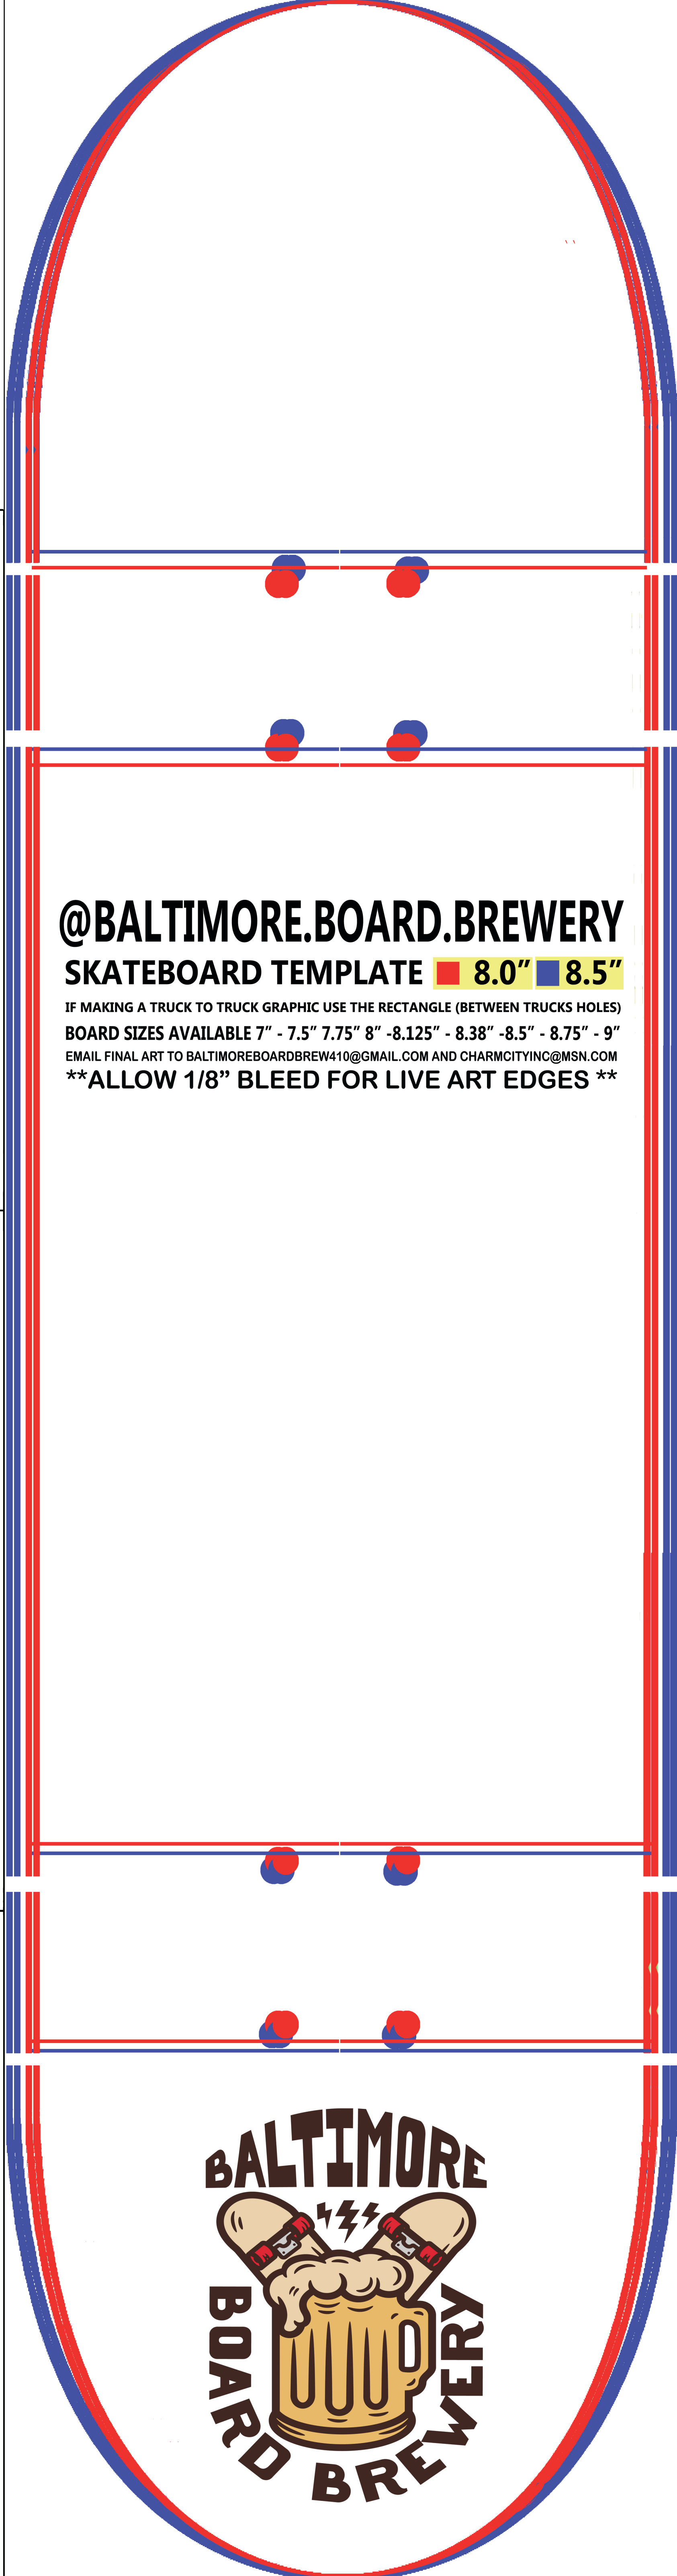 @BALTIMORE.BOARD.BREWERY
SKATEBOARD TEMPLATE 8.0” 8.5”
IF MAKING A TRUCK TO TRUCK GRAPHIC USE THE RECTANGLE (BETWEEN TRUCKS HOLES)
BOARD SIZES AVAILABLE 7” - 7.5” 7.75” 8” -8.125” - 8.38” -8.5” - 8.75” - 9”
EMAIL FINAL ART TO BALTIMOREBOARDBREW410@GMAIL.COM AND CHARMCITYINC@MSN.COM
**ALLOW 1/8” BLEED FOR LIVE ART EDGES **
BALTIMORE
BOARD BREWERY